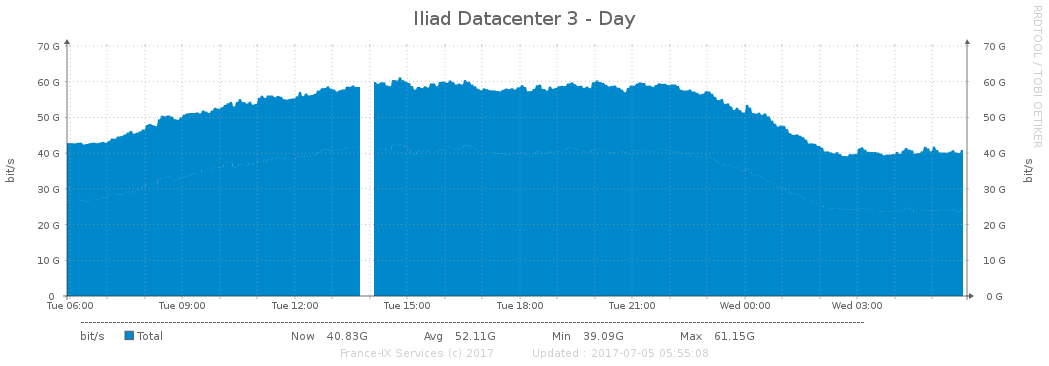 Iliad Datacenter 3 - Day
RRDTOOL / TOBI OETIKER
bit/s
70 G
60 G
50 G
40 G
30 G
20 G
10 G
0
70 G
60 G
50 G
40 G
30 G
20 G
10 G
0 G
bit/s
Tue 06:00 Tue 09:00 Tue 12:00 Tue 15:00 Tue 18:00 Tue 21:00 Wed 00:00 Wed 03:00
bit/s Total Now 40.83G Avg 52.11G Min 39.09G Max 61.15G
France-IX Services (c) 2017 Updated : 2017-07-05 05:55:08